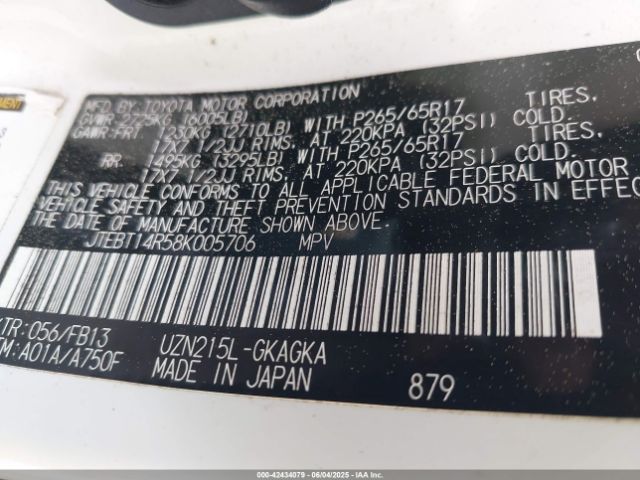 MFD.BY:TOYOTA MOTOR CORPORATION
GVWR 2725KG (6005LB)
GAWR:FRT 1230KG (2710LB) WITH P265/65R17 TIRES,
17X7 1/2JJ RIMS, AT 220KPA (32PSI) COLD.
RR 1495KG (3295LB) WITH P265/65R17 TIRES,
17X7 1/2JJ RIMS, AT 220KPA (32PSI) COLD.
THIS VEHICLE CONFORMS TO ALL APPLICABLE FEDERAL MOTOR
VEHICLE SAFETY AND THEFT PREVENTION STANDARDS IN EFFEC
DATE OF MANUFACTURE SHOWN ABOVE.
JTEBT14R58K005706 MPV
TR:056/FB13 UZN215L-GKAGKA
TM:A01A/A750F MADE IN JAPAN 879
000-42434079 | 06/04/2025 | IAAI.COM